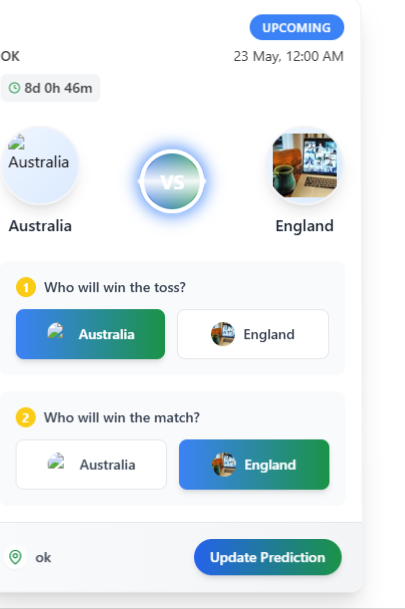 UPCOMING
OK
23 May, 12:00 AM
8d 0h 46m
Australia
VS
Australia
England
1 Who will win the toss?
Australia
England
2 Who will win the match?
Australia
England
ok
Update Prediction